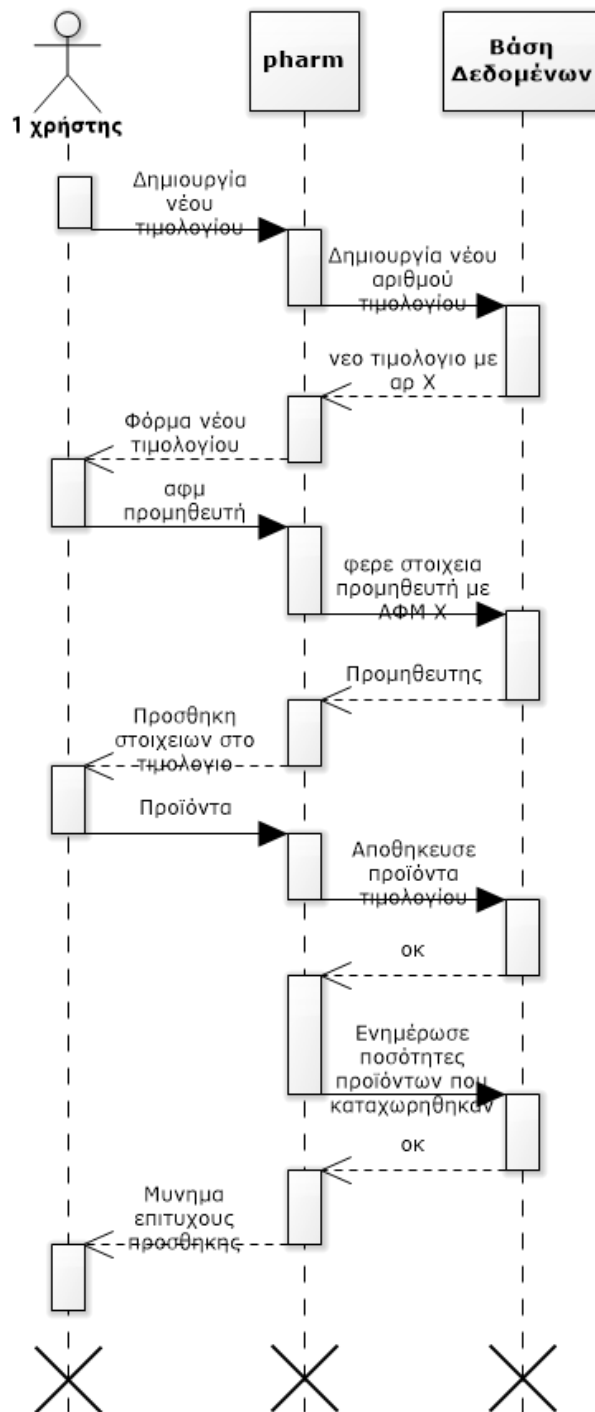 pharm
Βάση
Δεδομένων
1 χρήστης
Δημιουργία
νέου
τιμολογίου
Δημιουργία νέου
αριθμού
τιμολογίου
νεο τιμολογιο με
αρ Χ
Φόρμα νέου
τιμολογίου
αφμ
προμηθευτή
φερε στοιχεια
προμηθευτή με
ΑΦΜ Χ
Προμηθευτης
Προσθηκη
στοιχειων στο
τιμολογιο
Προϊόντα
Αποθηκευσε
προϊόντα
τιμολογίου
οκ
Ενημέρωσε
ποσότητες
προϊόντων που
καταχωρηθηκαν
οκ
Μυνημα
επιτυχους
προσθηκης